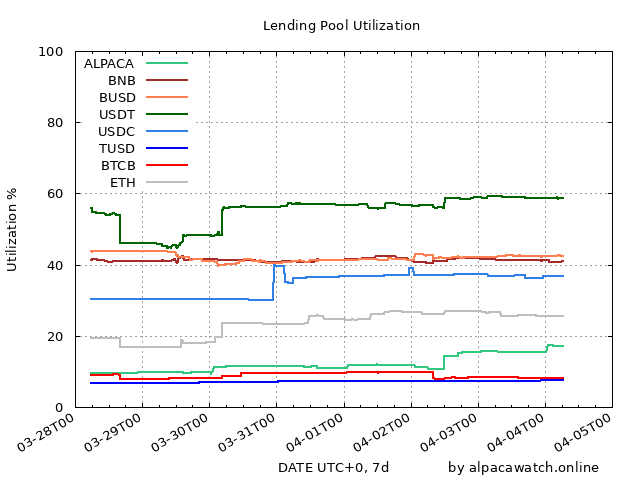 Lending Pool Utilization
100
80
60
40
20
0
Utilization %
ALPACA
BNB
BUSD
USDT
USDC
TUSD
BTCB
ETH
03-28T00
03-29T00
03-30T00
03-31T00
04-01T00
04-02T00
04-03T00
04-04T00
04-05T00
DATE UTC+0, 7d
by alpacawatch.online